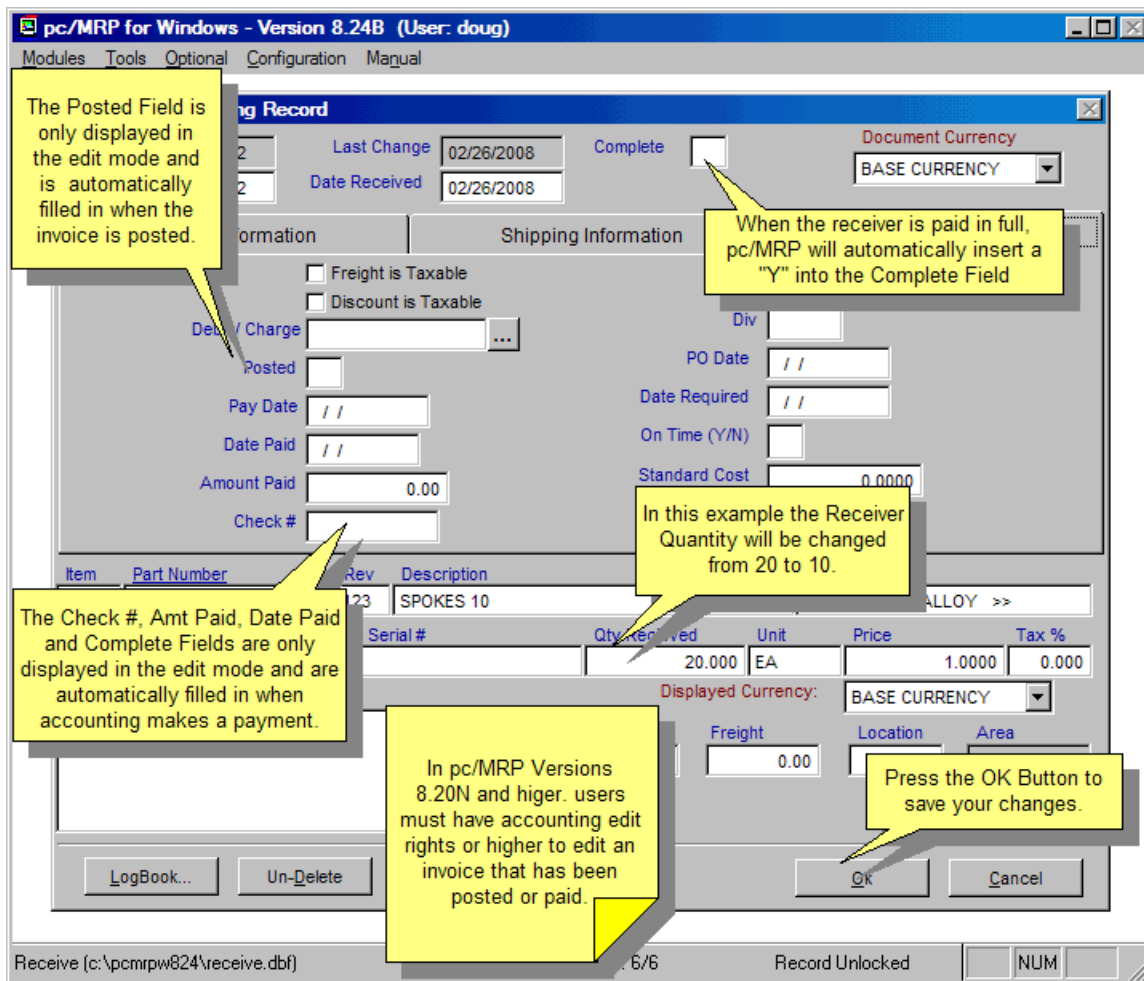 pc/MRP for Windows - Version 8.24B (User: doug)
Modules Tools Optional Configuration Manual
The Posted Field is
only displayed in
the edit mode and
is automatically
filled in when the
invoice is posted.
ng Record
2 Last Change 02/26/2008 Complete Document Currency
BASE CURRENCY
2 Date Received 02/26/2008
When the receiver is paid in full,
pc/MRP will automatically insert a
"Y" into the Complete Field
formation Shipping Information
Freight is Taxable
Discount is Taxable
Div
/ Charge ...
Posted PO Date / /
Pay Date / / Date Required / /
Date Paid / / On Time (Y/N)
Amount Paid 0.00 Standard Cost 0.0000
Check #
In this example the Receiver
Quantity will be changed
from 20 to 10.
Item Part Number Rev Description
123 SPOKES 10 ALLOY >>
The Check #, Amt Paid, Date Paid
and Complete Fields are only
displayed in the edit mode and are
automatically filled in when
accounting makes a payment.
Serial # Qty Received Unit Price Tax %
20.000 EA 1.0000 0.000
Displayed Currency: BASE CURRENCY
Freight Location Area
0.00
In pc/MRP Versions
8.20N and higer. users
must have accounting edit
rights or higher to edit an
invoice that has been
posted or paid.
Press the OK Button to
save your changes.
LogBook... Un-Delete Ok Cancel
Receive (c:\pcmrpw824\receive.dbf) 6/6 Record Unlocked NUM